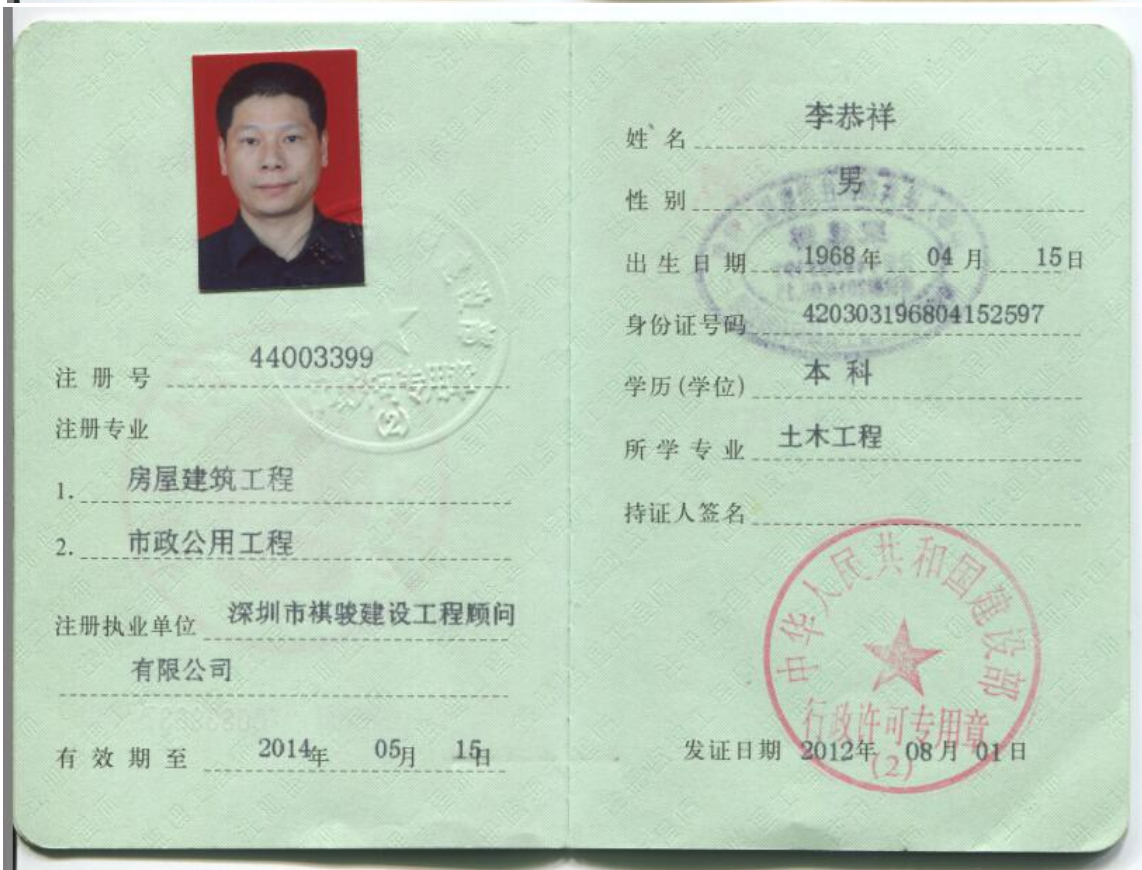 44003399
注 册 号
注册专业
1. 房屋建筑工程
2. 市政公用工程
注册执业单位 深圳市祺骏建设工程顾问
有限公司
有 效 期 至 2014年 05月 15日
姓 名 李恭祥
性 别 男
出 生 日 期 1968年 04月 15日
身份证号码 420303196804152597
学历(学位) 本 科
所 学 专 业 土木工程
持证人签名
中华人民共和国建设部
行政许可专用章
(2)
发证日期 2012年 08月 01日